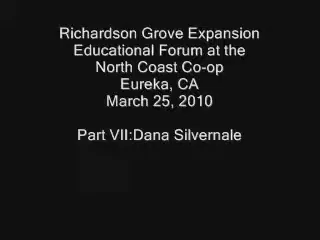 Richardson Grove Expansion
Educational Forum at the
North Coast Co-op
Eureka, CA
March 25, 2010
Part VII:Dana Silvernale